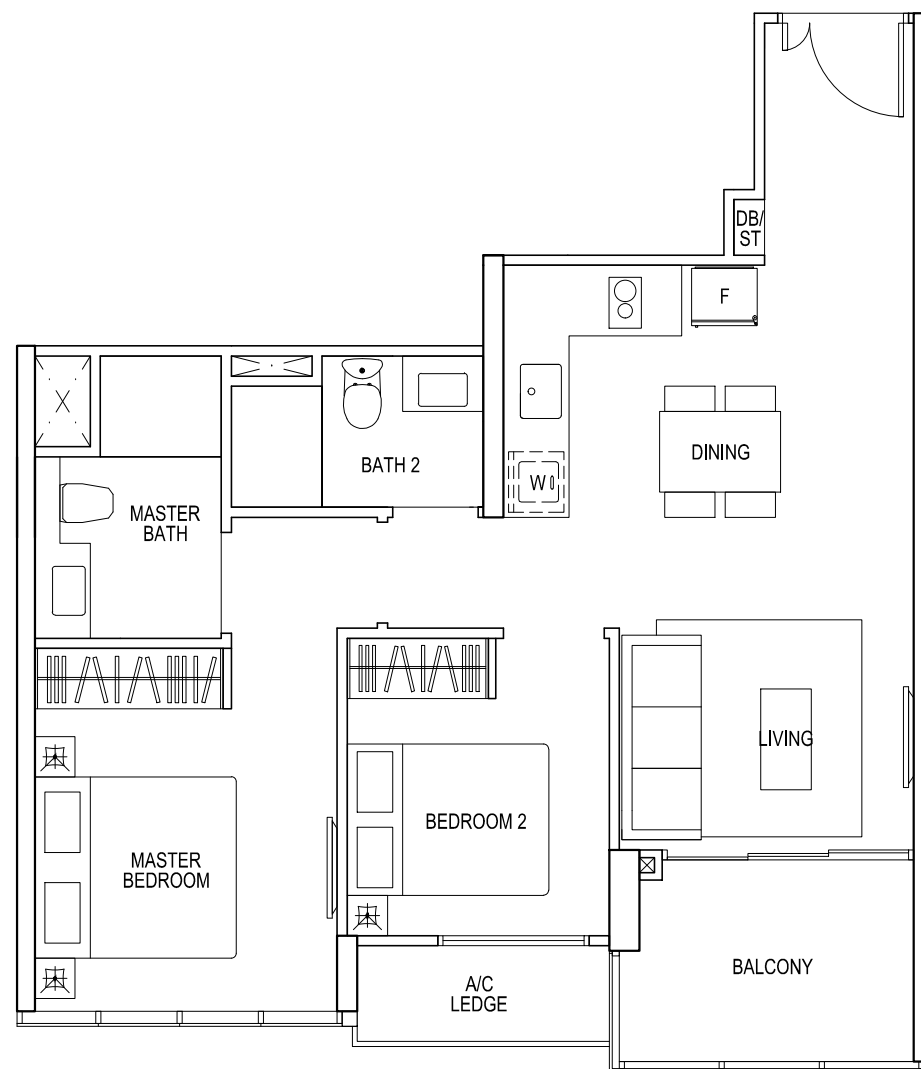 DB/
ST
F
DINING
W
BATH 2
MASTER
BATH
LIVING
BEDROOM 2
MASTER
BEDROOM
A/C
LEDGE
BALCONY